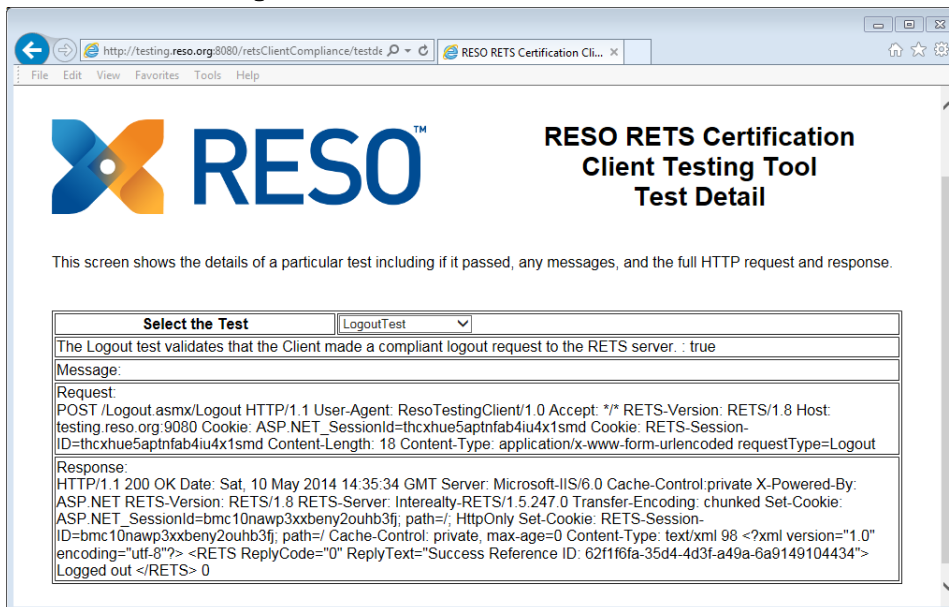 http://testing.reso.org:8080/retsClientCompliance/testde
RESO RETS Certification Cli...
File Edit View Favorites Tools Help
RESO™
RESO RETS Certification
Client Testing Tool
Test Detail
This screen shows the details of a particular test including if it passed, any messages, and the full HTTP request and response.
Select the Test LogoutTest
The Logout test validates that the Client made a compliant logout request to the RETS server. : true
Message:
Request:
POST /Logout.asmx/Logout HTTP/1.1 User-Agent: ResoTestingClient/1.0 Accept: */* RETS-Version: RETS/1.8 Host:
testing.reso.org:9080 Cookie: ASP.NET_SessionId=thcxhue5aptnfab4iu4x1smd Cookie: RETS-Session-
ID=thcxhue5aptnfab4iu4x1smd Content-Length: 18 Content-Type: application/x-www-form-urlencoded requestType=Logout
Response:
HTTP/1.1 200 OK Date: Sat, 10 May 2014 14:35:34 GMT Server: Microsoft-IIS/6.0 Cache-Control:private X-Powered-By:
ASP.NET RETS-Version: RETS/1.8 RETS-Server: Interealty-RETS/1.5.247.0 Transfer-Encoding: chunked Set-Cookie:
ASP.NET_SessionId=bmc10nawp3xxbeny2ouhb3fj; path=/; HttpOnly Set-Cookie: RETS-Session-
ID=bmc10nawp3xxbeny2ouhb3fj; path=/ Cache-Control: private, max-age=0 Content-Type: text/xml 98 <?xml version="1.0"
encoding="utf-8"?> <RETS ReplyCode="0" ReplyText="Success Reference ID: 62f1f6fa-35d4-4d3f-a49a-6a9149104434">
Logged out </RETS> 0